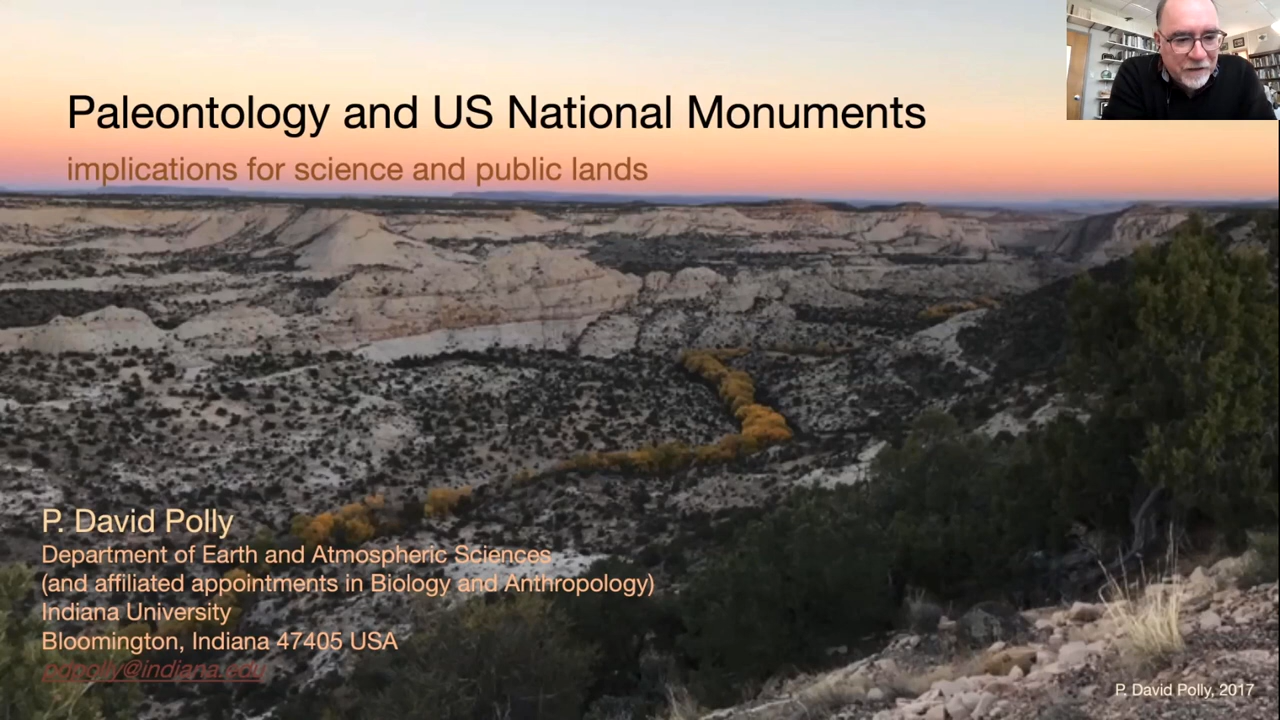 Paleontology and US National Monuments
implications for science and public lands
P. David Polly
Department of Earth and Atmospheric Sciences
(and affiliated appointments in Biology and Anthropology)
Indiana University
Bloomington, Indiana 47405 USA
pdpolly@indiana.edu
P. David Polly, 2017